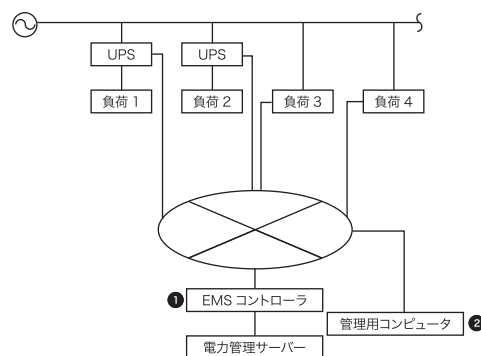 UPS
UPS
負荷 1
負荷 2
負荷 3
負荷 4
❶ EMS コントローラ
管理用コンピュータ ❷
電力管理サーバー